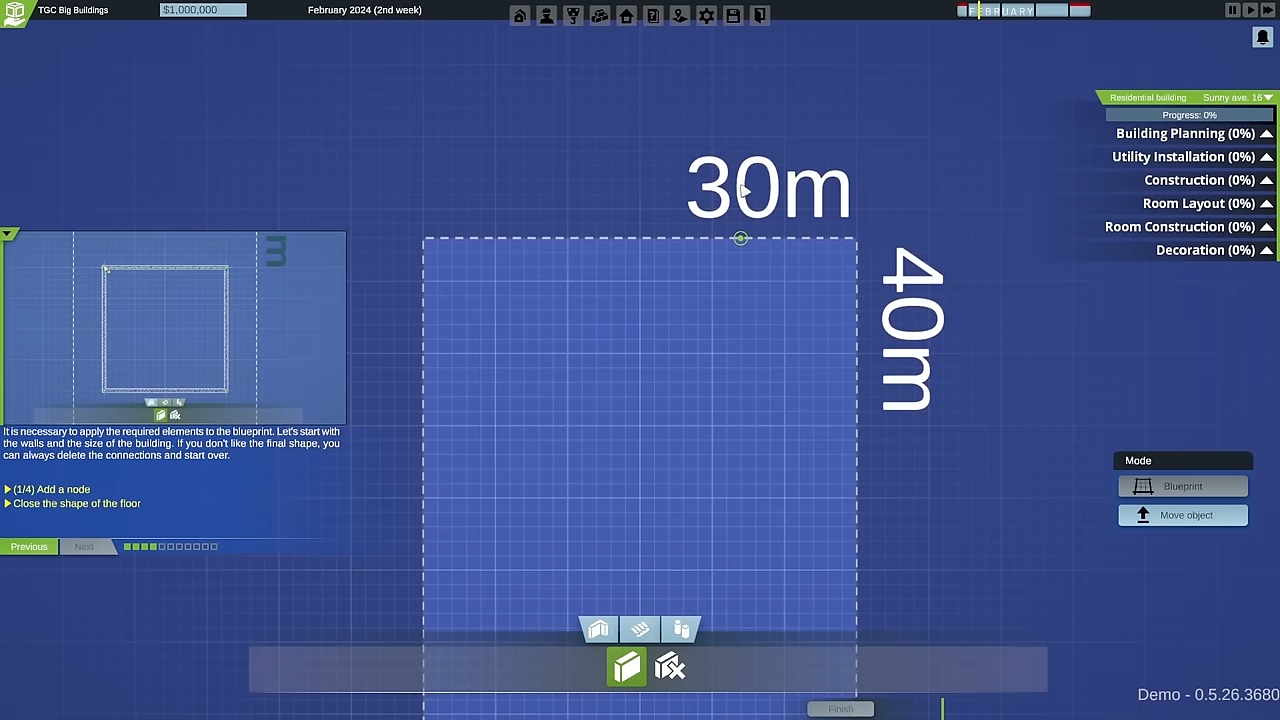 TGC Big Buildings
$1,000,000
February 2024 (2nd week)
FEBRUARY
Residential building Sunny ave. 16
Progress: 0%
Building Planning (0%)
Utility Installation (0%)
Construction (0%)
Room Layout (0%)
Room Construction (0%)
Decoration (0%)
30m
40m
m
It is necessary to apply the required elements to the blueprint. Let's start with
the walls and the size of the building. If you don't like the final shape, you
can always delete the connections and start over.
(1/4) Add a node
Close the shape of the floor
Previous
Next
Mode
Blueprint
Move object
Finish
Demo - 0.5.26.3680